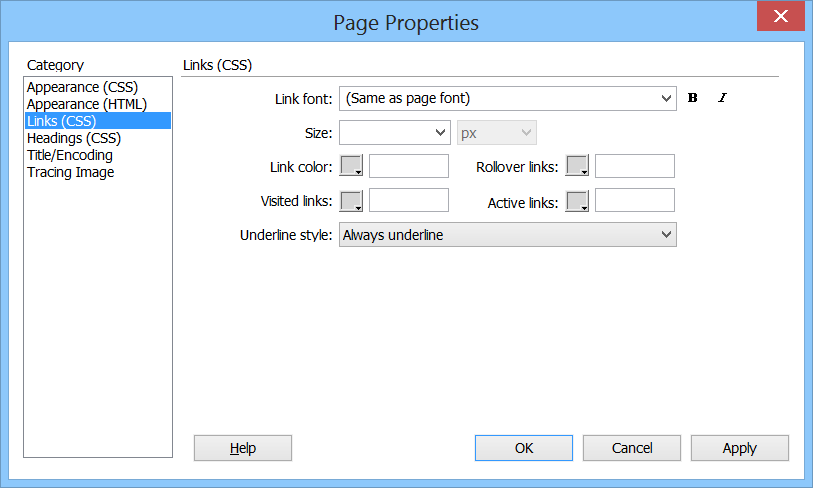 Page Properties
Category
Appearance (CSS)
Appearance (HTML)
Links (CSS)
Headings (CSS)
Title/Encoding
Tracing Image
Links (CSS)
Link font: (Same as page font) B I
Size: px
Link color: Rollover links:
Visited links: Active links:
Underline style: Always underline
Help OK Cancel Apply